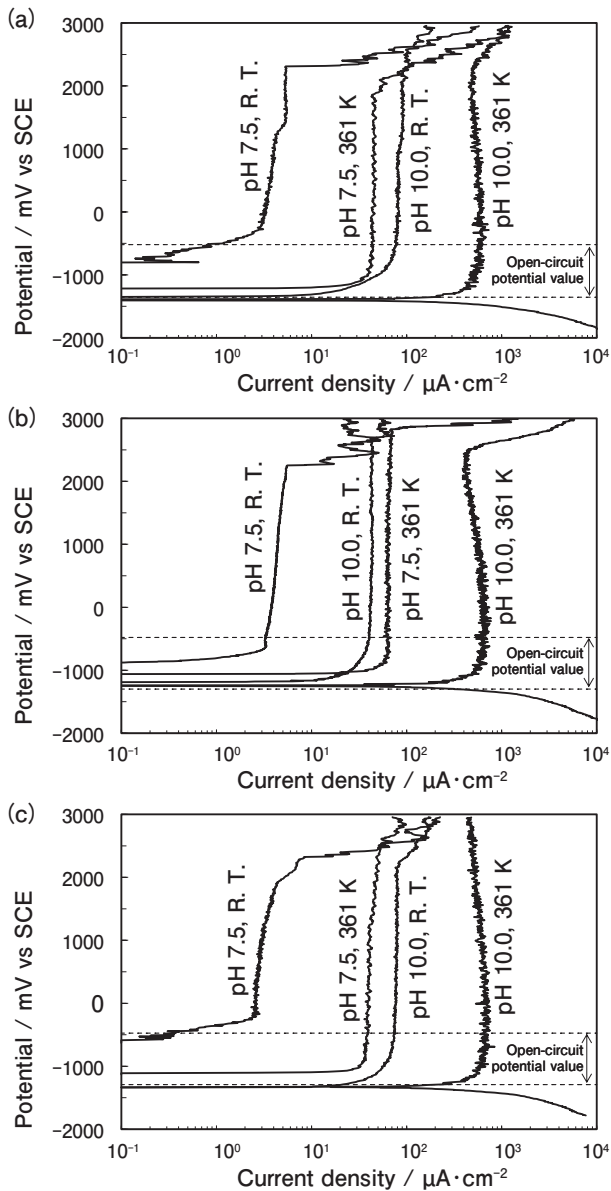 (a)
3000
2000
1000
0
−1000
−2000
Potential / mV vs SCE
pH 7.5, R. T.
pH 7.5, 361 K
pH 10.0, R. T.
pH 10.0, 361 K
Open-circuit
potential value
10⁻¹ 10⁰ 10¹ 10² 10³ 10⁴
Current density / μA･cm⁻²
(b)
3000
2000
1000
0
−1000
−2000
Potential / mV vs SCE
pH 7.5, R. T.
pH 10.0, R. T.
pH 7.5, 361 K
pH 10.0, 361 K
Open-circuit
potential value
10⁻¹ 10⁰ 10¹ 10² 10³ 10⁴
Current density / μA･cm⁻²
(c)
3000
2000
1000
0
−1000
−2000
Potential / mV vs SCE
pH 7.5, R. T.
pH 7.5, 361 K
pH 10.0, R. T.
pH 10.0, 361 K
Open-circuit
potential value
10⁻¹ 10⁰ 10¹ 10² 10³ 10⁴
Current density / μA･cm⁻²